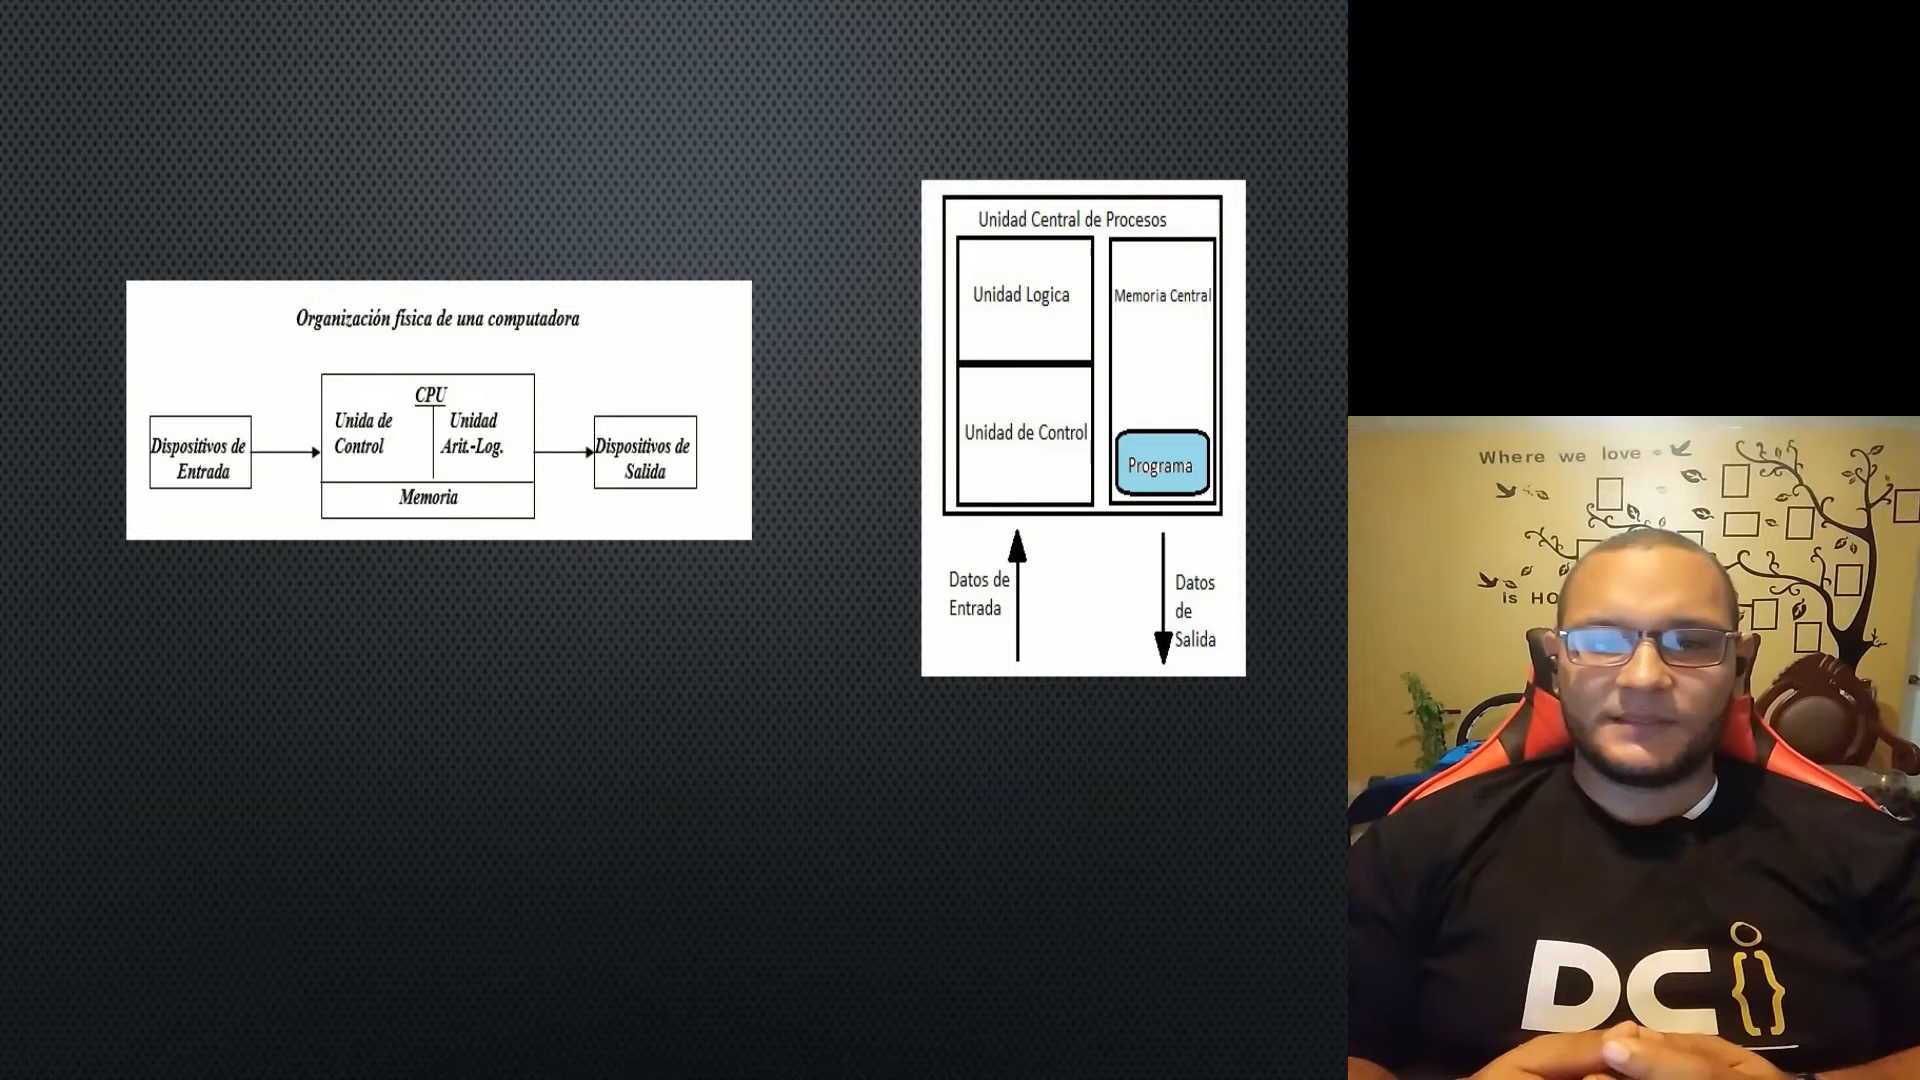 Organización física de una computadora
CPU
Unida de
Control
Unidad
Arit.-Log.
Dispositivos de
Entrada
Dispositivos de
Salida
Memoria
Unidad Central de Procesos
Unidad Logica
Memoria Central
Unidad de Control
Programa
Datos de
Entrada
Datos
de
Salida
Where we love
is HO
DCi